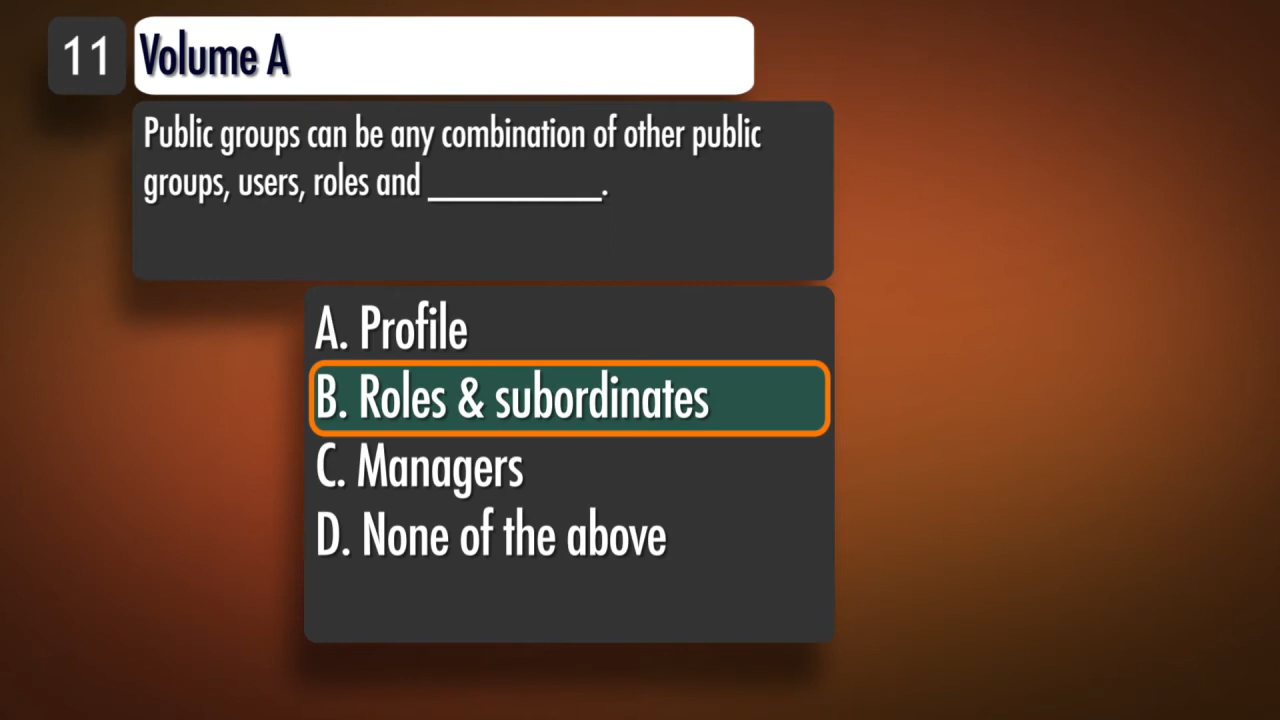 11
Volume A
Public groups can be any combination of other public
groups, users, roles and __________.
A. Profile
B. Roles & subordinates
C. Managers
D. None of the above